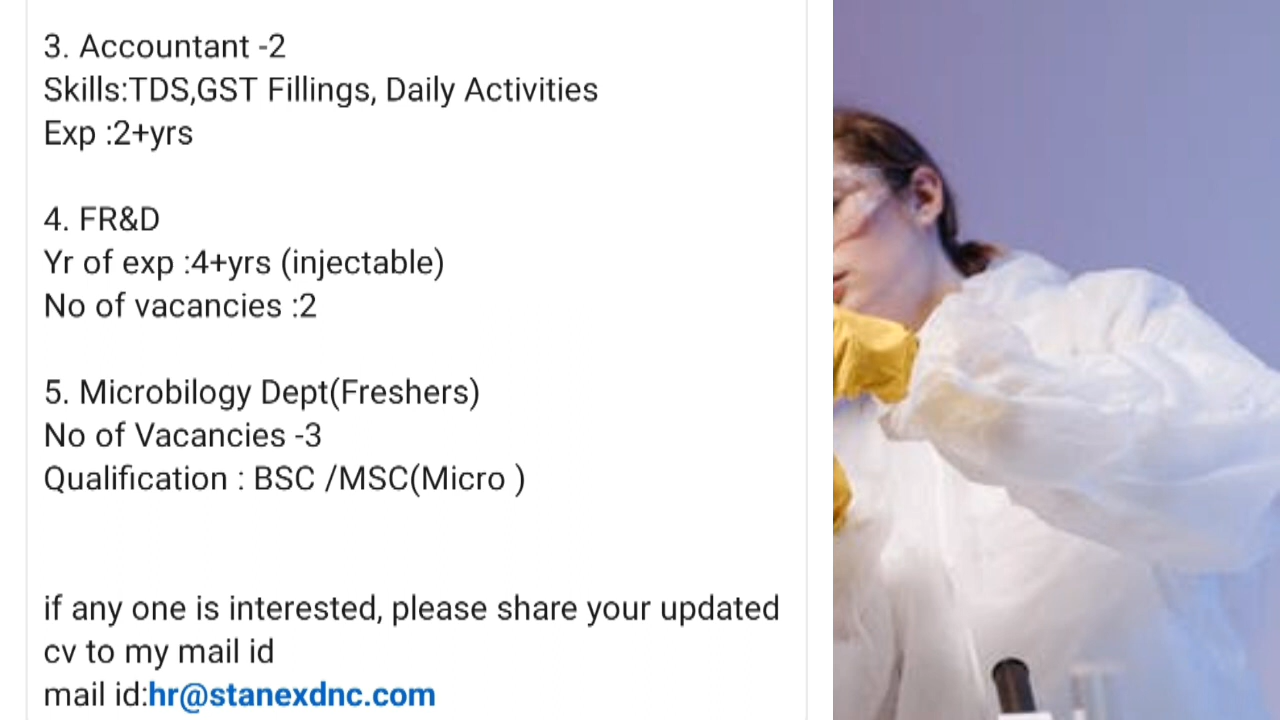 3. Accountant -2
Skills:TDS,GST Fillings, Daily Activities
Exp :2+yrs
4. FR&D
Yr of exp :4+yrs (injectable)
No of vacancies :2
5. Microbilogy Dept(Freshers)
No of Vacancies -3
Qualification : BSC /MSC(Micro )
if any one is interested, please share your updated
cv to my mail id
mail id:hr@stanexdnc.com